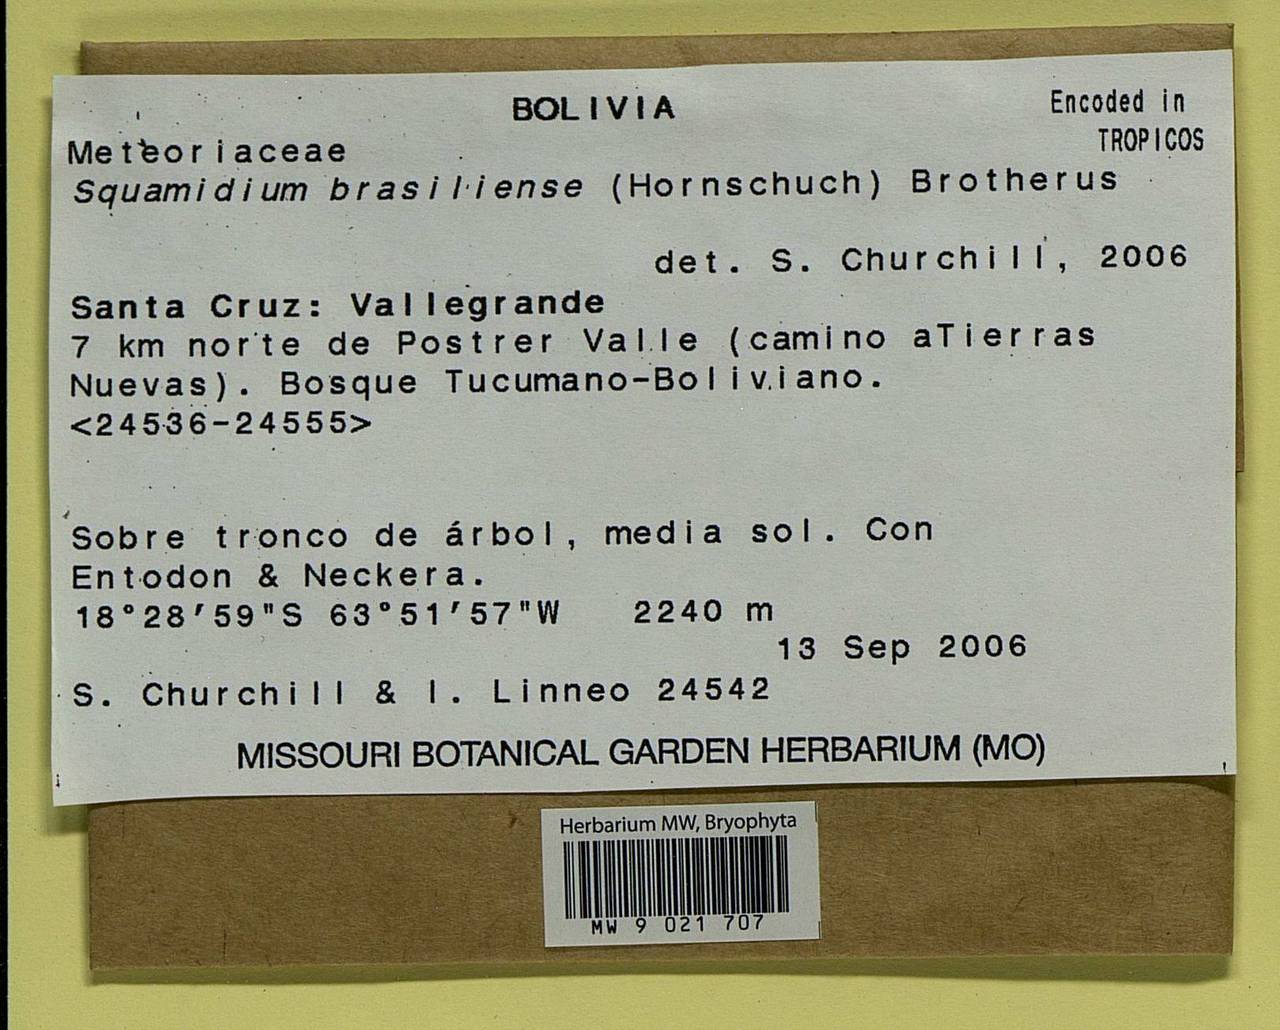 BOLIVIA
Encoded in
TROPICOS
Meteoriaceae
Squamidium brasiliense (Hornschuch) Brotherus
det. S. Churchill, 2006
Santa Cruz: Vallegrande
7 km norte de Postrer Valle (camino aTierras
Nuevas). Bosque Tucumano-Boliviano.
<24536-24555>
Sobre tronco de árbol, media sol. Con
Entodon & Neckera.
18°28'59"S 63°51'57"W 2240 m
13 Sep 2006
S. Churchill & I. Linneo 24542
MISSOURI BOTANICAL GARDEN HERBARIUM (MO)
Herbarium MW, Bryophyta
MW 9 021 707